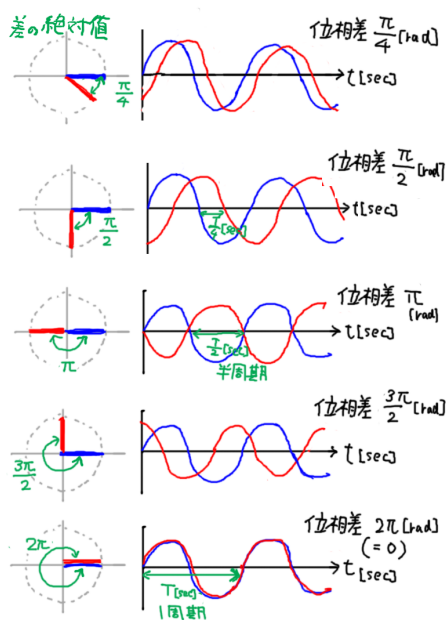 差の絶対値
位相差 π/4 [rad]
π/4
t[sec]
位相差 π/2 [rad]
π/2
T/4 [sec]
t[sec]
位相差 π [rad]
π
T/2 [sec]
半周期
t[sec]
位相差 3π/2 [rad]
3π/2
t[sec]
位相差 2π[rad]
(=0)
2π
t[sec]
T[sec]
1周期